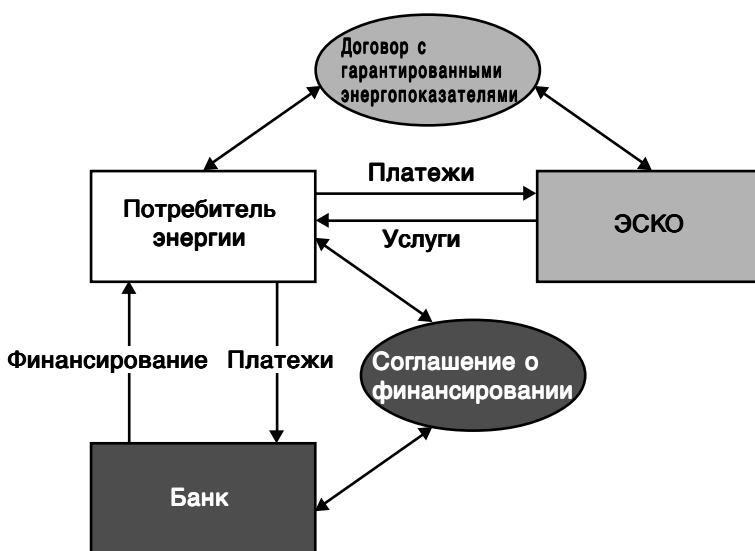 Договор с
гарантированными
энергопоказателями
Платежи
Потребитель
энергии
ЭСКО
Услуги
Финансирование
Платежи
Соглашение о
финансировании
Банк